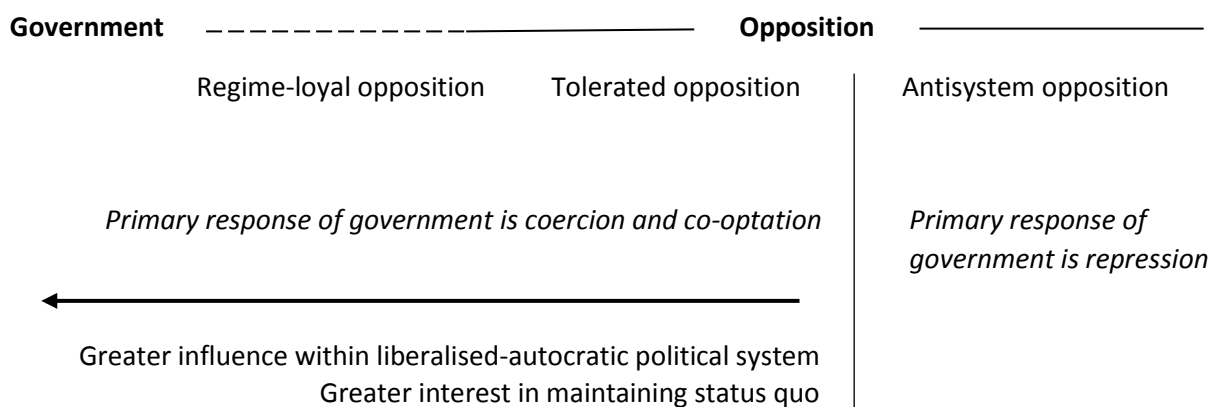 Government Opposition
Regime-loyal opposition Tolerated opposition Antisystem opposition
Primary response of government is coercion and co-optation
Primary response of
government is repression
Greater influence within liberalised-autocratic political system
Greater interest in maintaining status quo